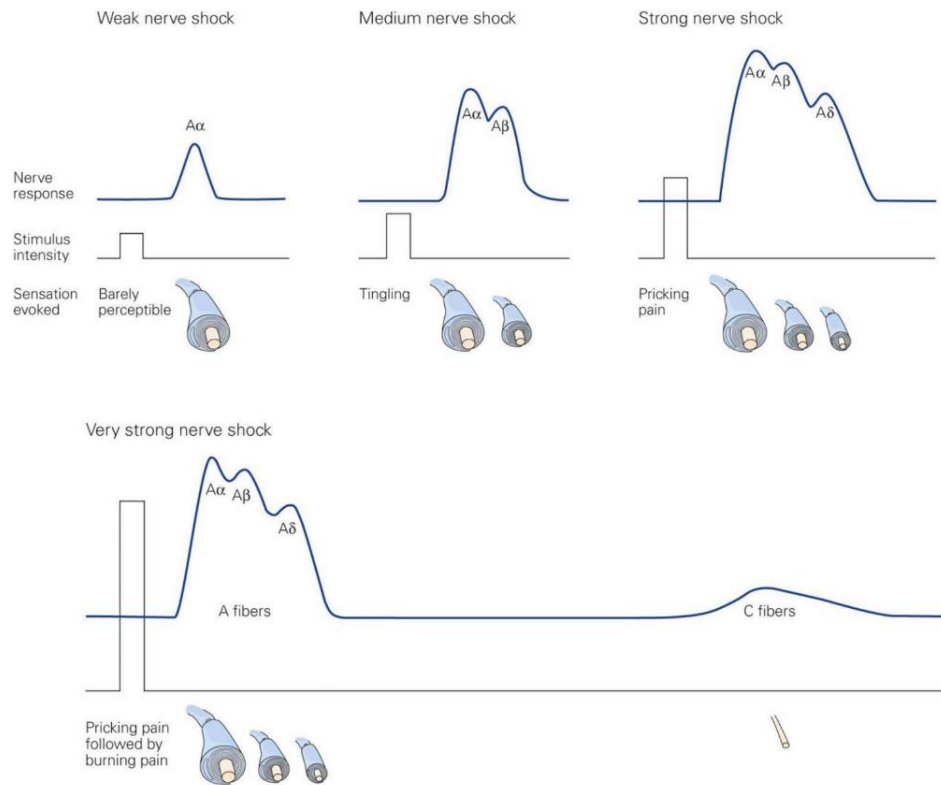 Weak nerve shock
Medium nerve shock
Strong nerve shock
Aα
Aα
Aβ
Aα
Aβ
Aδ
Nerve
response
Stimulus
intensity
Sensation
evoked
Barely
perceptible
Tingling
Pricking
pain
Very strong nerve shock
Aα
Aβ
Aδ
A fibers
C fibers
Pricking pain
followed by
burning pain